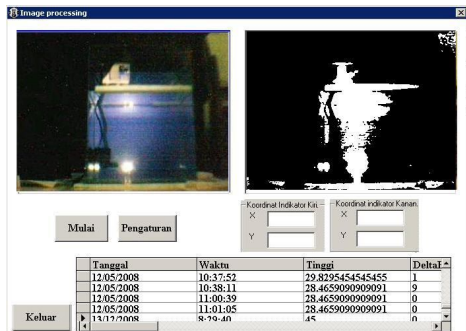 Image processing
Koordinat Indikator Kiri.
Koordinat indikator Kanan.
X
X
Mulai
Pengaturan
Y
Y
Tanggal Waktu Tinggi
12/05/2008 10:37:52 29.8295454545455 1
12/05/2008 10:38:11 28.4659090909091 9
12/05/2008 11:00:39 28.4659090909091 0
12/05/2008 11:01:05 28.4659090909091 0
13/12/2008 8:29:40 45 0
Keluar